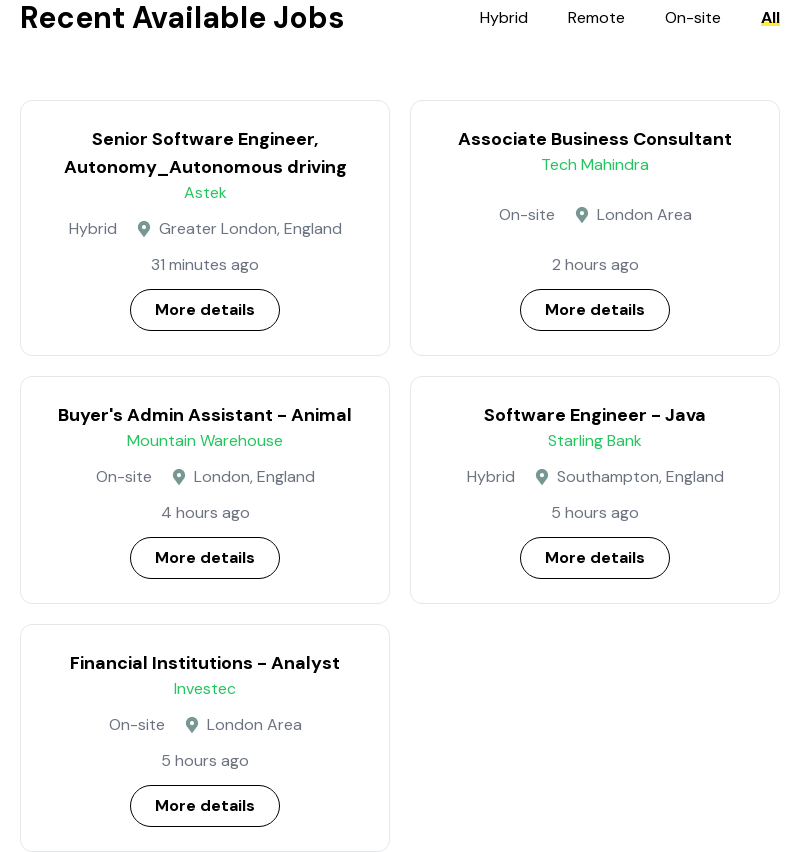 Recent Available Jobs
Hybrid Remote On-site All
Senior Software Engineer,
Autonomy_Autonomous driving
Astek
Hybrid Greater London, England
31 minutes ago
More details
Associate Business Consultant
Tech Mahindra
On-site London Area
2 hours ago
More details
Buyer's Admin Assistant - Animal
Mountain Warehouse
On-site London, England
4 hours ago
More details
Software Engineer - Java
Starling Bank
Hybrid Southampton, England
5 hours ago
More details
Financial Institutions - Analyst
Investec
On-site London Area
5 hours ago
More details